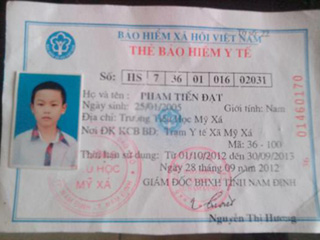 BẢO HIỂM XÃ HỘI VIỆT NAM
THẺ BẢO HIỂM Y TẾ
Số: HS 7 36 01 016 02031
Họ và tên : PHẠM TIẾN ĐẠT
Ngày sinh: 25/01/2005 Giới tính: Nam
Địa chỉ: Trường Tiểu Học Mỹ Xá
Nơi ĐK KCB BĐ: Trạm Y tế Xã Mỹ Xá
Mã: 36 - 100
Thời hạn sử dụng: Từ 01/10/2012 đến 30/09/2013
Ngày 28 tháng 09 năm 2012
GIÁM ĐỐC BHXH TỈNH NAM ĐỊNH
Nguyễn Thị Hương
01460170
HỌC
MỸ XÁ